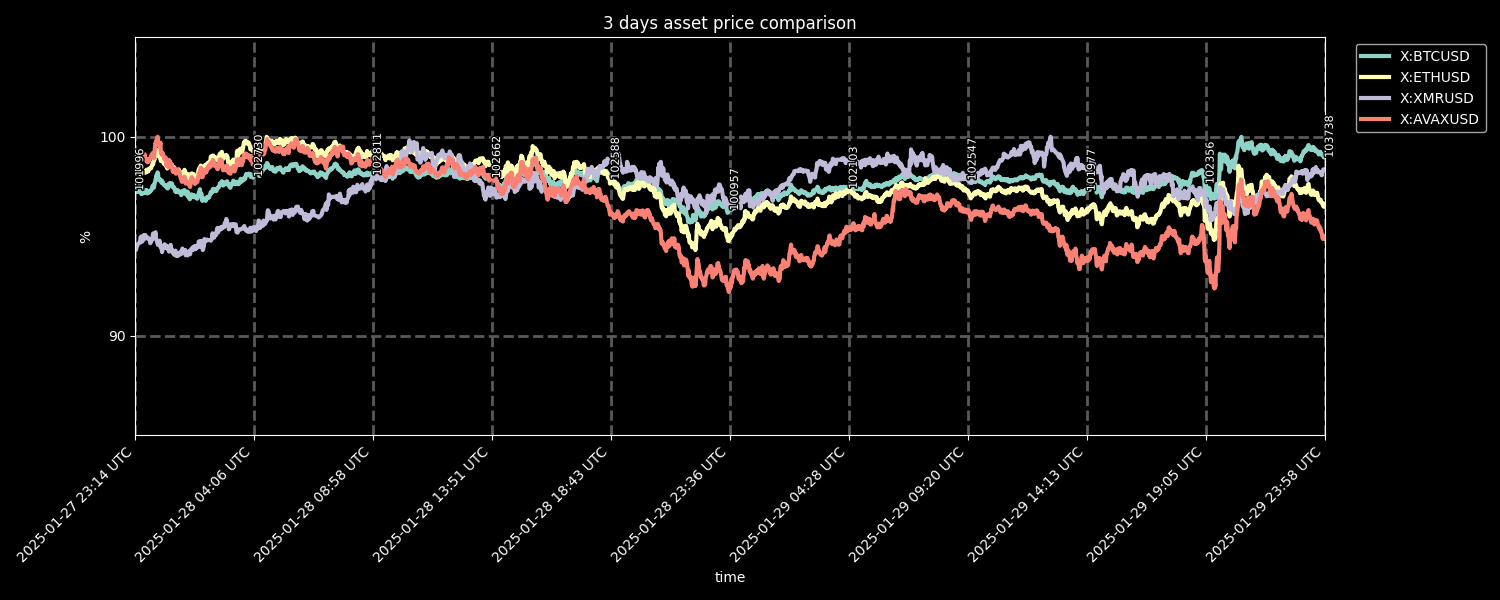 3 days asset price comparison
X:BTCUSD
X:ETHUSD
X:XMRUSD
X:AVAXUSD
100
90
%
101996
102730
102811
102662
102588
100957
102103
102547
101977
102356
103738
2025-01-27 23:14 UTC
2025-01-28 04:06 UTC
2025-01-28 08:58 UTC
2025-01-28 13:51 UTC
2025-01-28 18:43 UTC
2025-01-28 23:36 UTC
2025-01-29 04:28 UTC
2025-01-29 09:20 UTC
2025-01-29 14:13 UTC
2025-01-29 19:05 UTC
2025-01-29 23:58 UTC
time